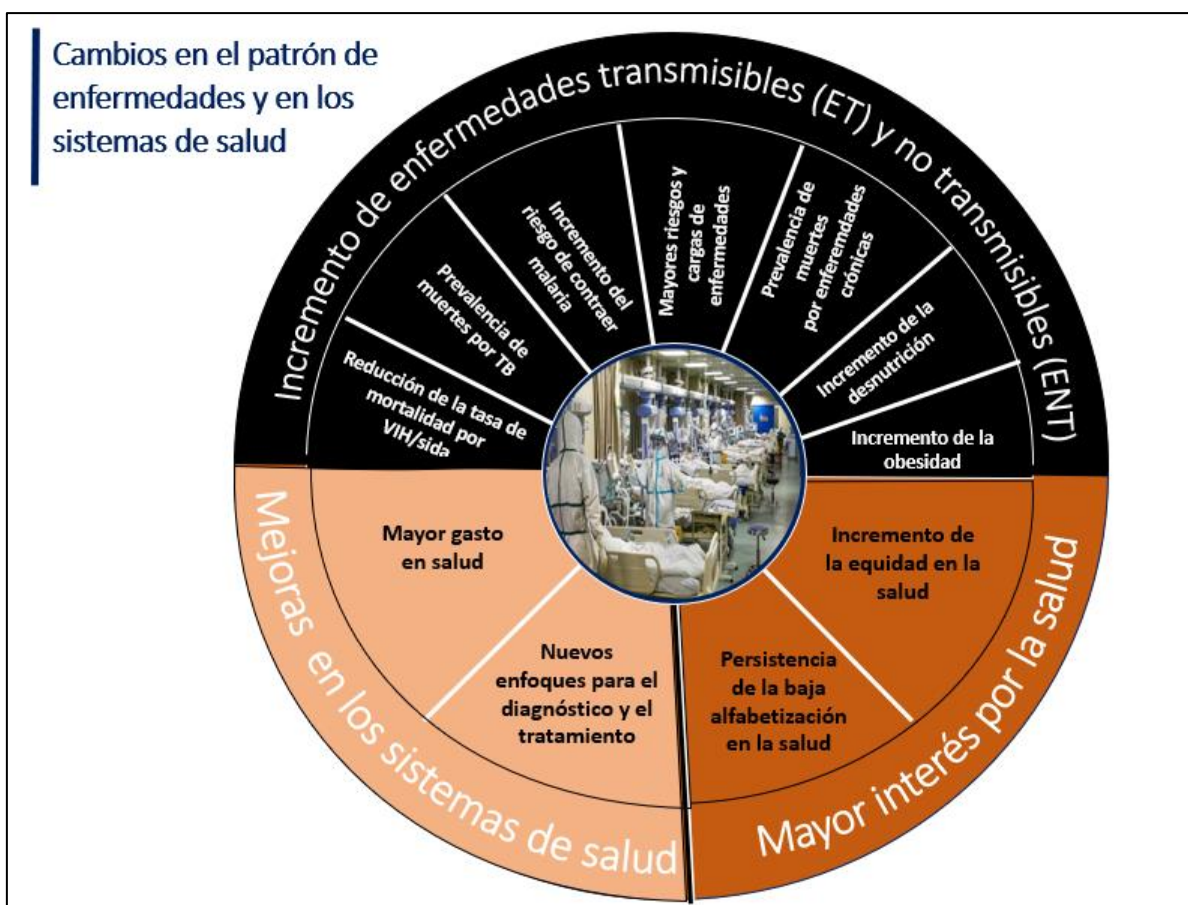 Cambios en el patrón de
enfermedades y en los
sistemas de salud
Incremento de enfermedades transmisibles (ET) y no transmisibles (ENT)
Reducción de la tasa de
mortalidad por
VIH/sida
Prevalencia de
muertes por TB
Incremento del
riesgo de contraer
malaria
Mayores riesgos y
cargas de
enfermedades
Prevalencia de
muertes
por enferemdades
crónicas
Incremento de la
desnutrición
Incremento de la
obesidad
Mejoras en los sistemas de salud
Mayor gasto
en salud
Nuevos
enfoques para el
diagnóstico y el
tratamiento
Mayor interés por la salud
Persistencia
de la baja
alfabetización
en la salud
Incremento de
la equidad en la
salud